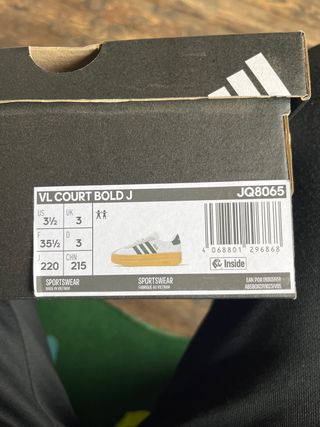 VL COURT BOLD J JQ8065
US 3½ UK 3
F 35½ D 3
J 220 CHN 215
4 068801 296868
Inside
SPORTSWEAR SPORTSWEAR
MADE IN VIETNAM FABRIQUÉ AU VIETNAM